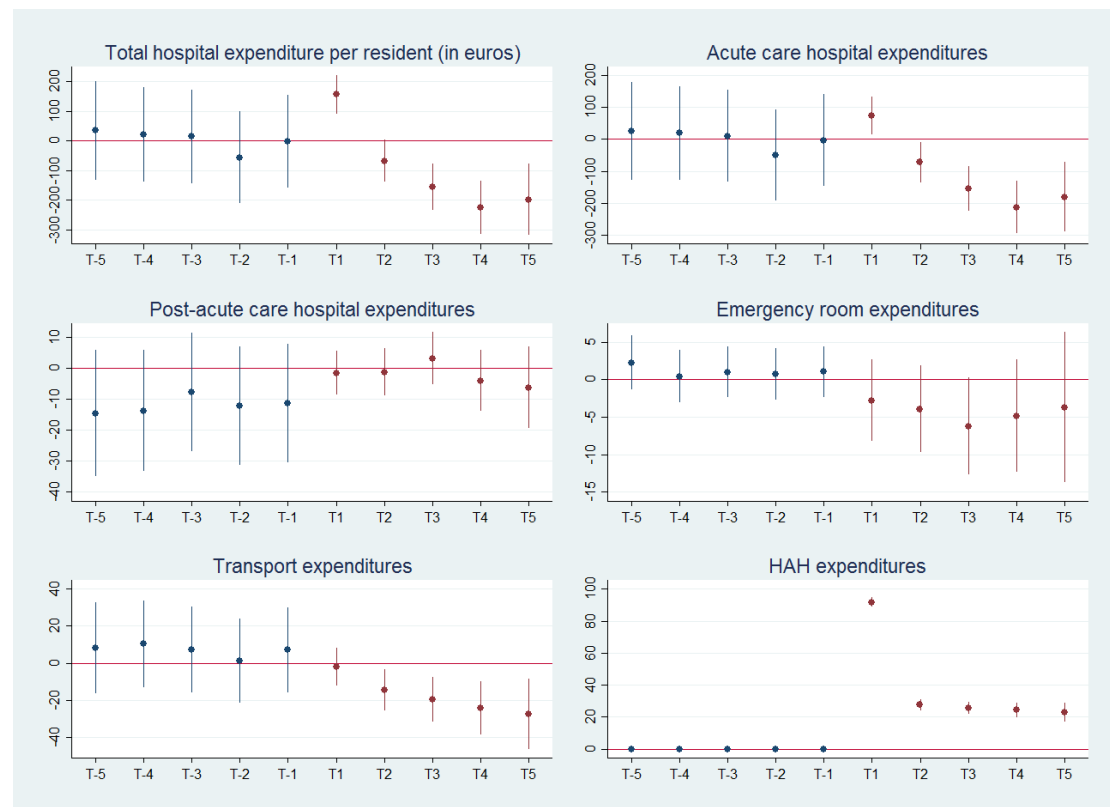 Total hospital expenditure per resident (in euros)
200
100
0
-100
-200
-300
T-5 T-4 T-3 T-2 T-1 T1 T2 T3 T4 T5
Acute care hospital expenditures
200
100
0
-100
-200
-300
T-5 T-4 T-3 T-2 T-1 T1 T2 T3 T4 T5
Post-acute care hospital expenditures
10
0
-10
-20
-30
-40
T-5 T-4 T-3 T-2 T-1 T1 T2 T3 T4 T5
Emergency room expenditures
5
0
-5
-10
-15
T-5 T-4 T-3 T-2 T-1 T1 T2 T3 T4 T5
Transport expenditures
40
20
0
-20
-40
T-5 T-4 T-3 T-2 T-1 T1 T2 T3 T4 T5
HAH expenditures
100
80
60
40
20
0
T-5 T-4 T-3 T-2 T-1 T1 T2 T3 T4 T5